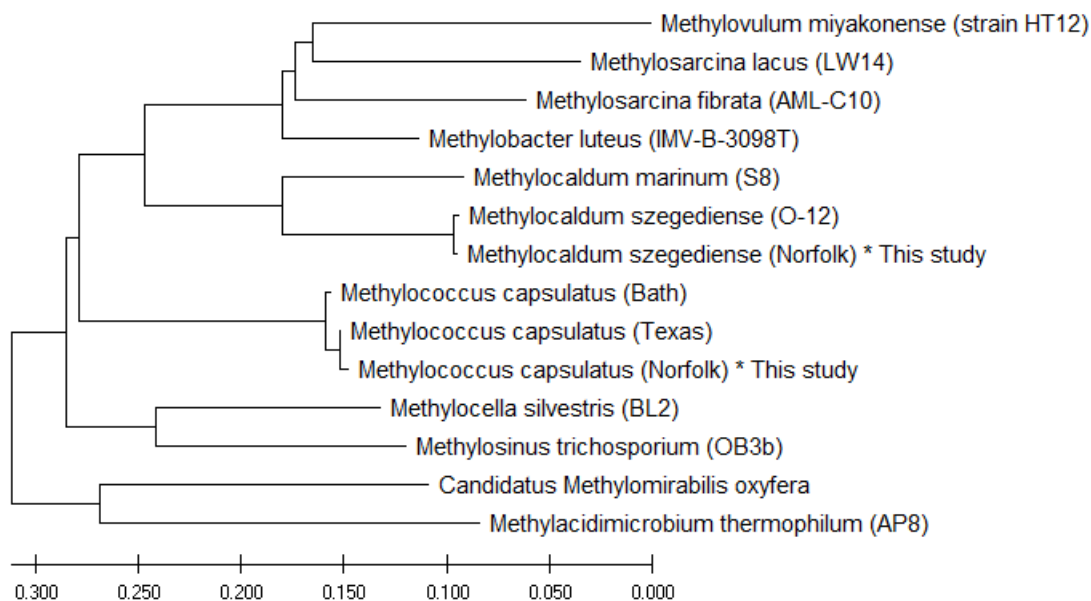 Methylovulum miyakonense (strain HT12)
Methylosarcina lacus (LW14)
Methylosarcina fibrata (AML-C10)
Methylobacter luteus (IMV-B-3098T)
Methylocaldum marinum (S8)
Methylocaldum szegediense (O-12)
Methylocaldum szegediense (Norfolk) * This study
Methylococcus capsulatus (Bath)
Methylococcus capsulatus (Texas)
Methylococcus capsulatus (Norfolk) * This study
Methylocella silvestris (BL2)
Methylosinus trichosporium (OB3b)
Candidatus Methylomirabilis oxyfera
Methylacidimicrobium thermophilum (AP8)
0.300 0.250 0.200 0.150 0.100 0.050 0.000